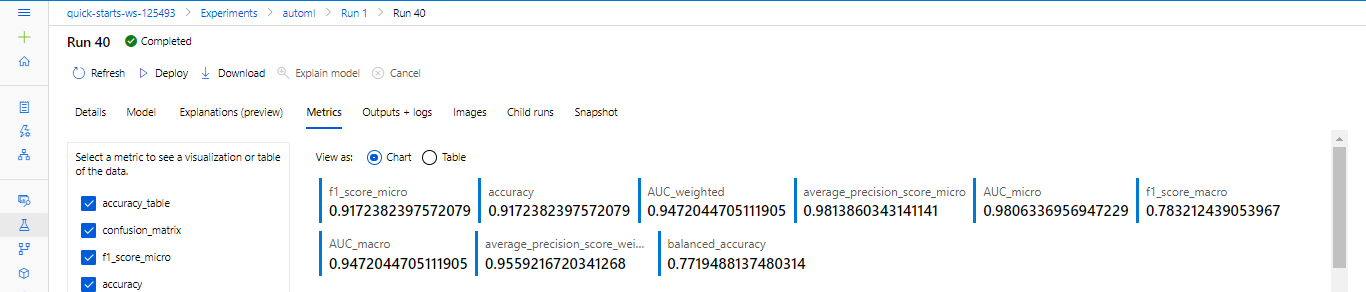 quick-starts-ws-125493 > Experiments > automl > Run 1 > Run 40
Run 40 Completed
Refresh Deploy Download Explain model Cancel
Details Model Explanations (preview) Metrics Outputs + logs Images Child runs Snapshot
Select a metric to see a visualization or table
of the data.
accuracy_table
confusion_matrix
f1_score_micro
accuracy
View as: Chart Table
f1_score_micro accuracy AUC_weighted average_precision_score_micro AUC_micro f1_score_macro
0.9172382397572079 0.9172382397572079 0.9472044705111905 0.9813860343141141 0.9806336956947229 0.783212439053967
AUC_macro average_precision_score_wei... balanced_accuracy
0.9472044705111905 0.9559216720341268 0.7719488137480314